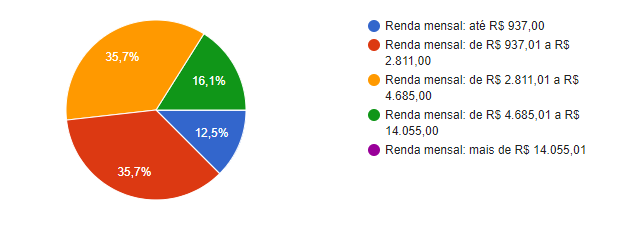 35,7%
16,1%
12,5%
35,7%
Renda mensal: até R$ 937,00
Renda mensal: de R$ 937,01 a R$
2.811,00
Renda mensal: de R$ 2.811,01 a R$
4.685,00
Renda mensal: de R$ 4.685,01 a R$
14.055,00
Renda mensal: mais de R$ 14.055,01